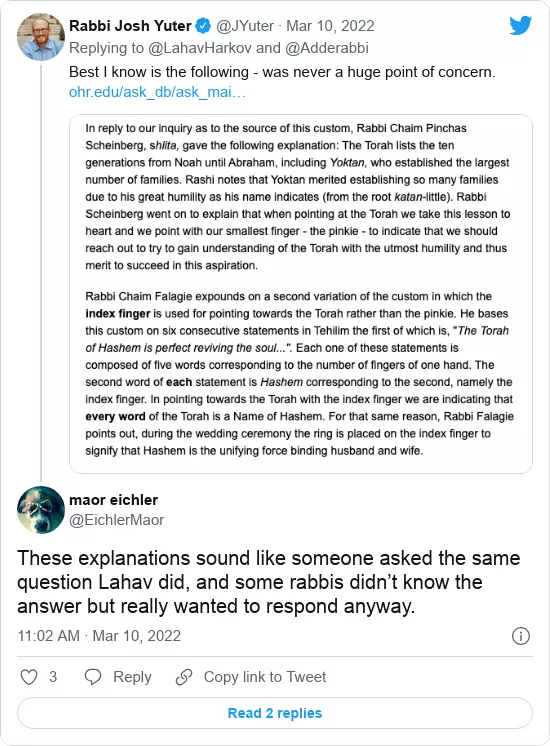 Rabbi Josh Yuter @JYuter · Mar 10, 2022
Replying to @LahavHarkov and @Adderabbi
Best I know is the following - was never a huge point of concern.
ohr.edu/ask_db/ask_mai…
In reply to our inquiry as to the source of this custom, Rabbi Chaim Pinchas
Scheinberg, shlita, gave the following explanation: The Torah lists the ten
generations from Noah until Abraham, including Yoktan, who established the largest
number of families. Rashi notes that Yoktan merited establishing so many families
due to his great humility as his name indicates (from the root katan-little). Rabbi
Scheinberg went on to explain that when pointing at the Torah we take this lesson to
heart and we point with our smallest finger - the pinkie - to indicate that we should
reach out to try to gain understanding of the Torah with the utmost humility and thus
merit to succeed in this aspiration.
Rabbi Chaim Falagie expounds on a second variation of the custom in which the
index finger is used for pointing towards the Torah rather than the pinkie. He bases
this custom on six consecutive statements in Tehilim the first of which is, "The Torah
of Hashem is perfect reviving the soul...". Each one of these statements is
composed of five words corresponding to the number of fingers of one hand. The
second word of each statement is Hashem corresponding to the second, namely the
index finger. In pointing towards the Torah with the index finger we are indicating that
every word of the Torah is a Name of Hashem. For that same reason, Rabbi Falagie
points out, during the wedding ceremony the ring is placed on the index finger to
signify that Hashem is the unifying force binding husband and wife.
maor eichler
@EichlerMaor
These explanations sound like someone asked the same
question Lahav did, and some rabbis didn’t know the
answer but really wanted to respond anyway.
11:02 AM · Mar 10, 2022
3 Reply Copy link to Tweet
Read 2 replies